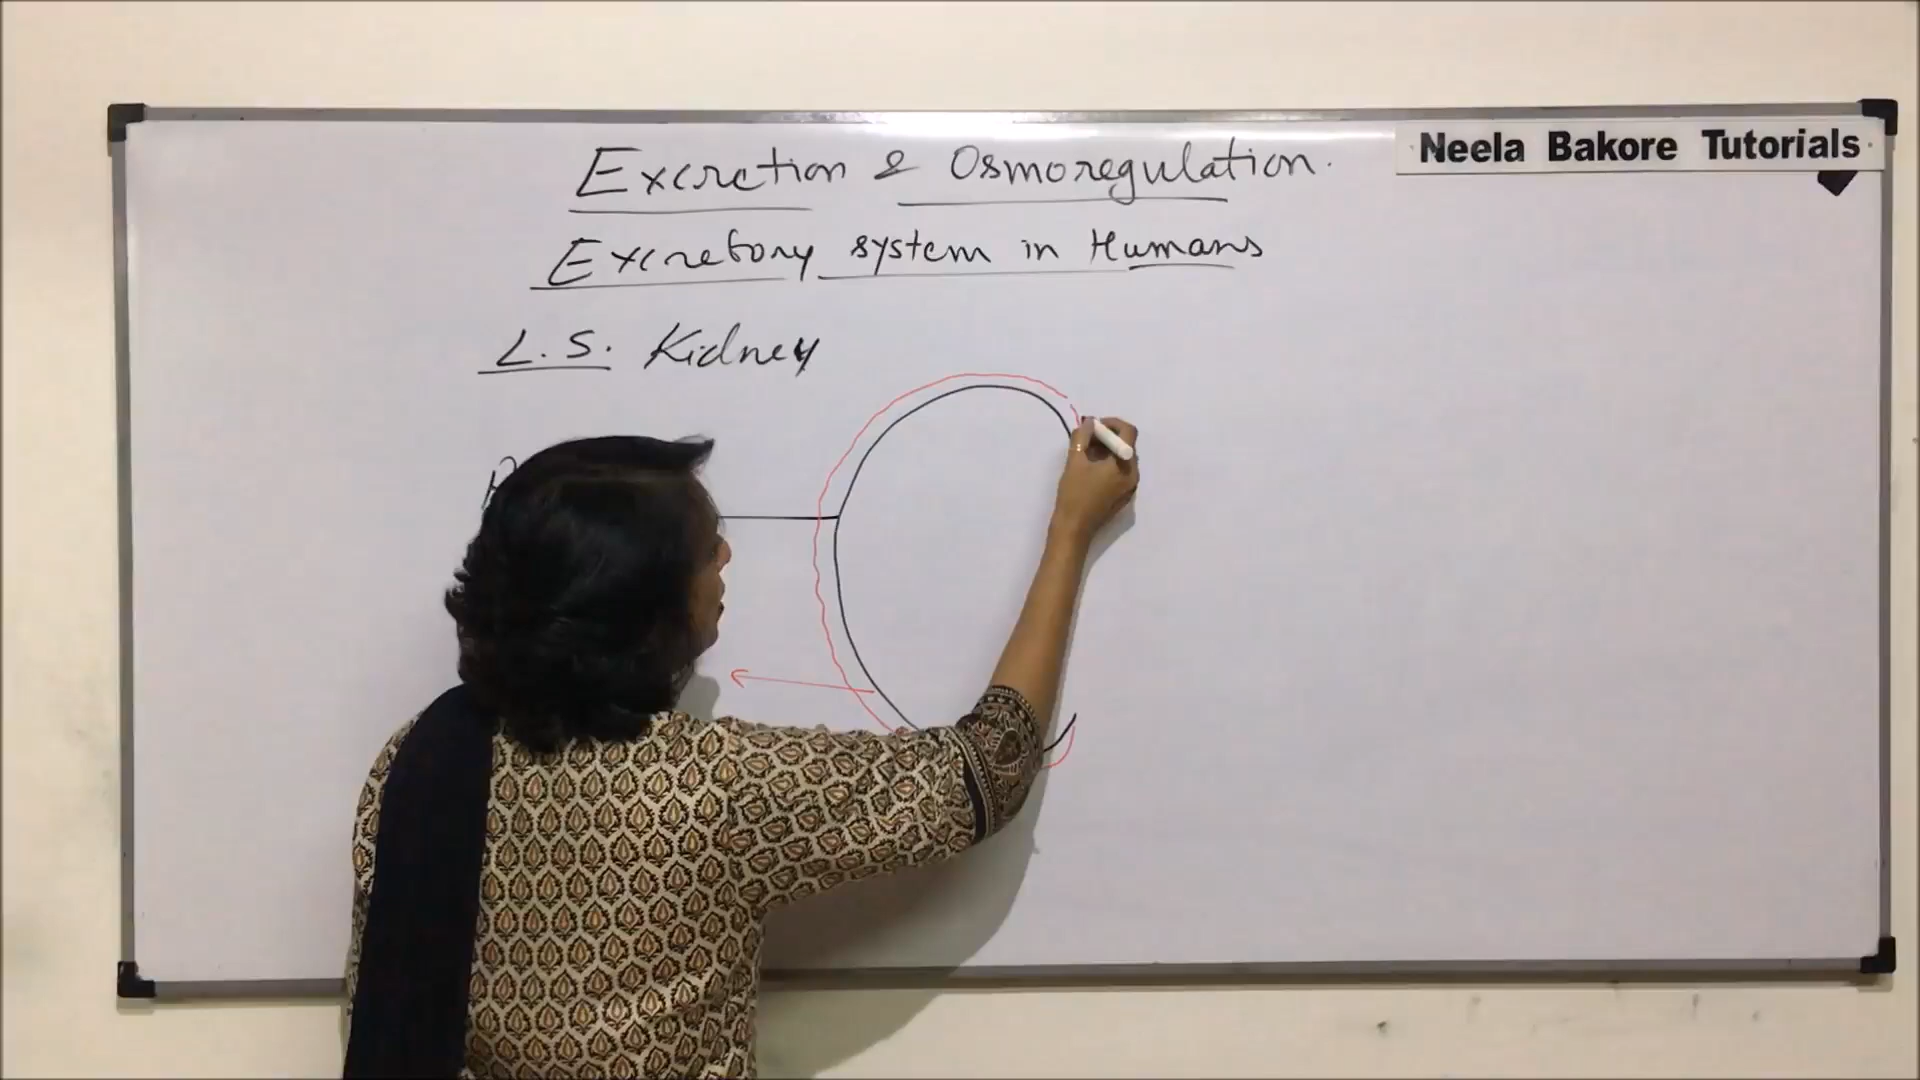 Neela Bakore Tutorials
Excretion & Osmoregulation.
Excretory system in Humans
L.S. Kidney